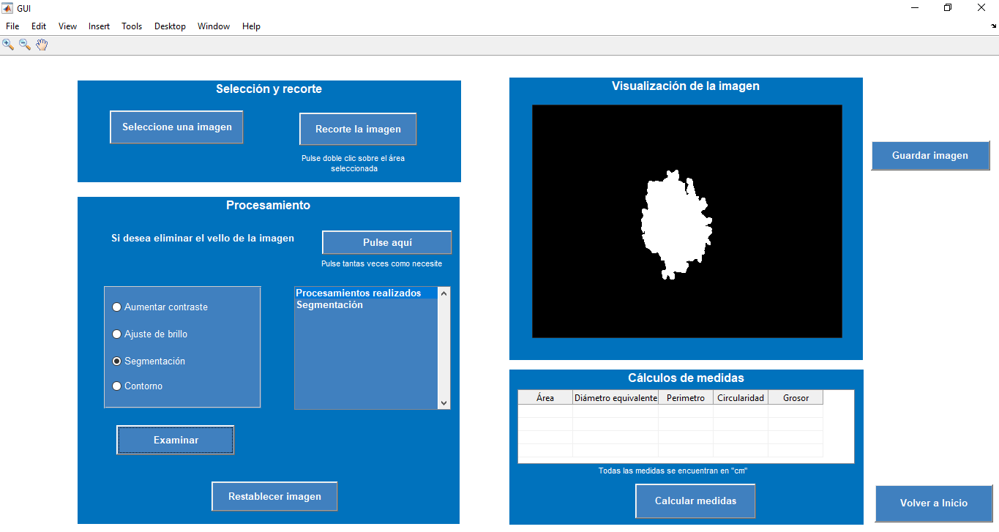 GUI
File Edit View Insert Tools Desktop Window Help
Selección y recorte
Seleccione una imagen
Recorte la imagen
Pulse doble clic sobre el área
seleccionada
Procesamiento
Si desea eliminar el vello de la imagen
Pulse aquí
Pulse tantas veces como necesite
Aumentar contraste
Ajuste de brillo
Segmentación
Contorno
Procesamientos realizados
Segmentación
Examinar
Restablecer imagen
Visualización de la imagen
Guardar imagen
Cálculos de medidas
Área Diámetro equivalente Perimetro Circularidad Grosor
Todas las medidas se encuentran en "cm"
Calcular medidas
Volver a Inicio